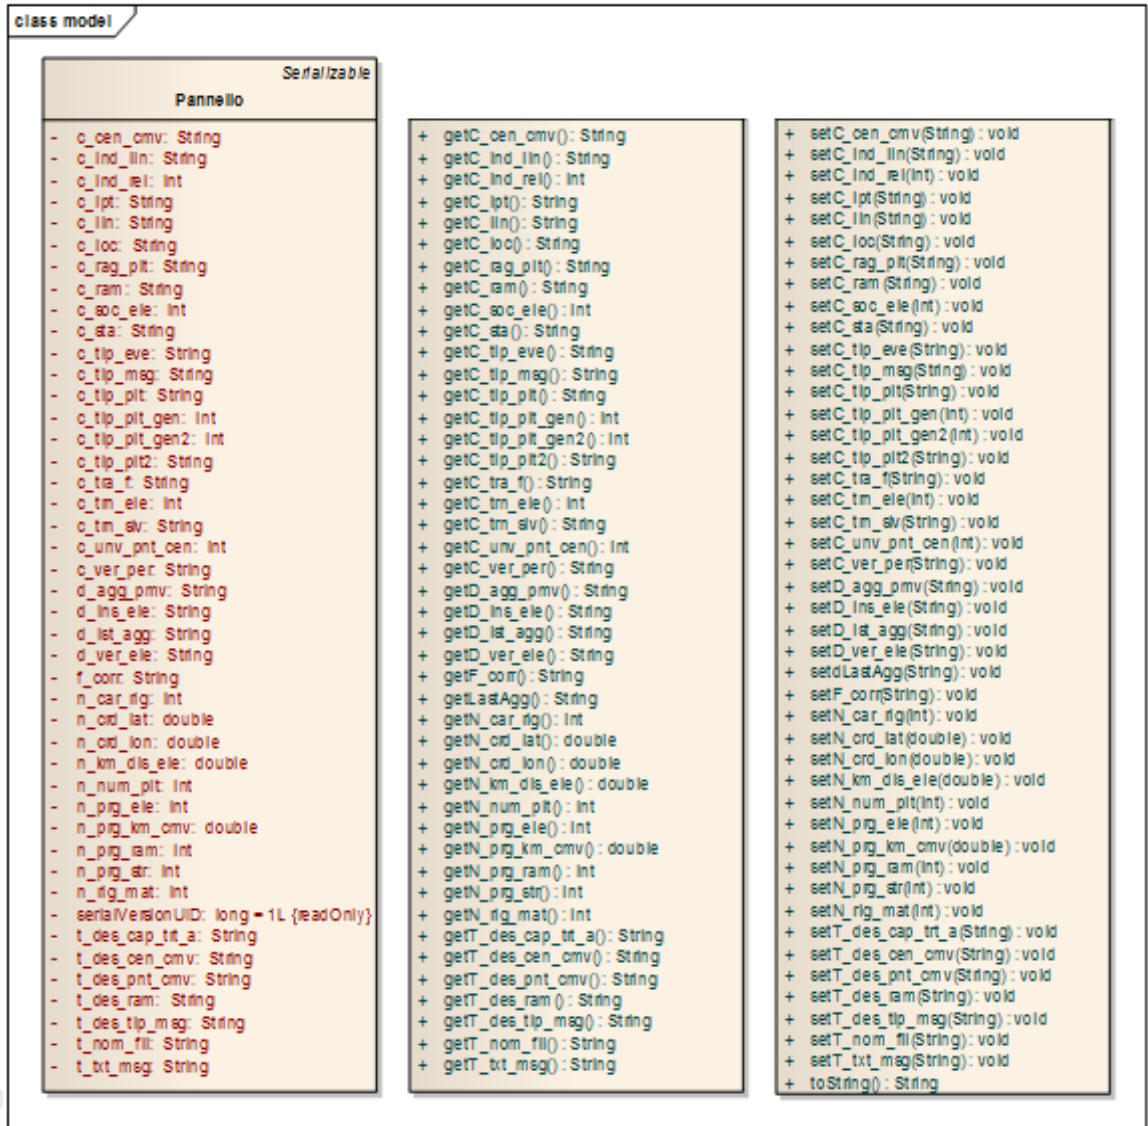 class model
Serializable
Pannello
- c_cen_cmv: String
- c_ind_lin: String
- c_ind_rel: int
- c_ipt: String
- c_lin: String
- c_loc: String
- c_rag_plt: String
- c_ram: String
- c_soc_ele: int
- c_sta: String
- c_tip_eve: String
- c_tip_msg: String
- c_tip_plt: String
- c_tip_plt_gen: int
- c_tip_plt_gen2: int
- c_tip_plt2: String
- c_tra_f: String
- c_trn_ele: int
- c_trn_slv: String
- c_unv_pnt_cen: int
- c_ver_per: String
- d_agg_pmv: String
- d_ins_ele: String
- d_lst_agg: String
- d_ver_ele: String
- f_corr: String
- n_car_rig: int
- n_crd_lat: double
- n_crd_lon: double
- n_km_dis_ele: double
- n_num_plt: int
- n_prg_ele: int
- n_prg_km_cmv: double
- n_prg_ram: int
- n_prg_str: int
- n_rig_mat: int
- serialVersionUID: long = 1L {readOnly}
- t_des_cap_trt_a: String
- t_des_cen_cmv: String
- t_des_pnt_cmv: String
- t_des_ram: String
- t_des_tip_msg: String
- t_nom_fil: String
- t_txt_msg: String
+ getC_cen_cmv() : String
+ getC_ind_lin() : String
+ getC_ind_rel() : int
+ getC_ipt() : String
+ getC_lin() : String
+ getC_loc() : String
+ getC_rag_plt() : String
+ getC_ram() : String
+ getC_soc_ele() : int
+ getC_sta() : String
+ getC_tip_eve() : String
+ getC_tip_msg() : String
+ getC_tip_plt() : String
+ getC_tip_plt_gen() : int
+ getC_tip_plt_gen2() : int
+ getC_tip_plt2() : String
+ getC_tra_f() : String
+ getC_trn_ele() : int
+ getC_trn_slv() : String
+ getC_unv_pnt_cen() : int
+ getC_ver_per() : String
+ getD_agg_pmv() : String
+ getD_ins_ele() : String
+ getD_lst_agg() : String
+ getD_ver_ele() : String
+ getF_corr() : String
+ getLastAgg() : String
+ getN_car_rig() : int
+ getN_crd_lat() : double
+ getN_crd_lon() : double
+ getN_km_dis_ele() : double
+ getN_num_plt() : int
+ getN_prg_ele() : int
+ getN_prg_km_cmv() : double
+ getN_prg_ram() : int
+ getN_prg_str() : int
+ getN_rig_mat() : int
+ getT_des_cap_trt_a() : String
+ getT_des_cen_cmv() : String
+ getT_des_pnt_cmv() : String
+ getT_des_ram() : String
+ getT_des_tip_msg() : String
+ getT_nom_fil() : String
+ getT_txt_msg() : String
+ setC_cen_cmv(String) : void
+ setC_ind_lin(String) : void
+ setC_ind_rel(int) : void
+ setC_ipt(String) : void
+ setC_lin(String) : void
+ setC_loc(String) : void
+ setC_rag_plt(String) : void
+ setC_ram(String) : void
+ setC_soc_ele(int) : void
+ setC_sta(String) : void
+ setC_tip_eve(String) : void
+ setC_tip_msg(String) : void
+ setC_tip_plt(String) : void
+ setC_tip_plt_gen(int) : void
+ setC_tip_plt_gen2(int) : void
+ setC_tip_plt2(String) : void
+ setC_tra_f(String) : void
+ setC_trn_ele(int) : void
+ setC_trn_slv(String) : void
+ setC_unv_pnt_cen(int) : void
+ setC_ver_per(String) : void
+ setD_agg_pmv(String) : void
+ setD_ins_ele(String) : void
+ setD_lst_agg(String) : void
+ setD_ver_ele(String) : void
+ setdLastAgg(String) : void
+ setF_corr(String) : void
+ setN_car_rig(int) : void
+ setN_crd_lat(double) : void
+ setN_crd_lon(double) : void
+ setN_km_dis_ele(double) : void
+ setN_num_plt(int) : void
+ setN_prg_ele(int) : void
+ setN_prg_km_cmv(double) : void
+ setN_prg_ram(int) : void
+ setN_prg_str(int) : void
+ setN_rig_mat(int) : void
+ setT_des_cap_trt_a(String) : void
+ setT_des_cen_cmv(String) : void
+ setT_des_pnt_cmv(String) : void
+ setT_des_ram(String) : void
+ setT_des_tip_msg(String) : void
+ setT_nom_fil(String) : void
+ setT_txt_msg(String) : void
+ toString() : String